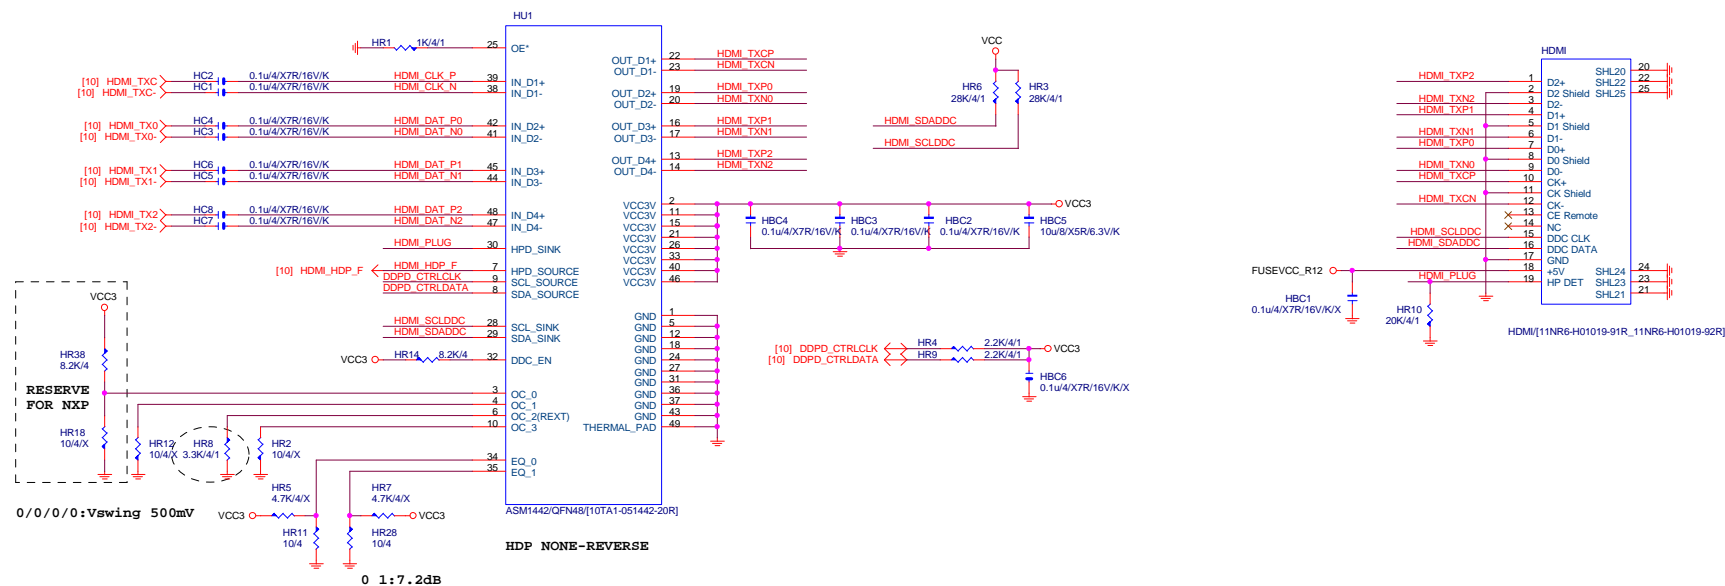 HU1
HR1 1K/4/1 25 OE*
[10] HDMI_TXC HC2 0.1u/4/X7R/16V/K HDMI_CLK_P 39 IN_D1+
[10] HDMI_TXC- HC1 0.1u/4/X7R/16V/K HDMI_CLK_N 38 IN_D1-
[10] HDMI_TX0 HC4 0.1u/4/X7R/16V/K HDMI_DAT_P0 42 IN_D2+
[10] HDMI_TX0- HC3 0.1u/4/X7R/16V/K HDMI_DAT_N0 41 IN_D2-
[10] HDMI_TX1 HC6 0.1u/4/X7R/16V/K HDMI_DAT_P1 45 IN_D3+
[10] HDMI_TX1- HC5 0.1u/4/X7R/16V/K HDMI_DAT_N1 44 IN_D3-
[10] HDMI_TX2 HC8 0.1u/4/X7R/16V/K HDMI_DAT_P2 48 IN_D4+
[10] HDMI_TX2- HC7 0.1u/4/X7R/16V/K HDMI_DAT_N2 47 IN_D4-
HDMI_PLUG 30 HPD_SINK
[10] HDMI_HDP_F HDMI_HDP_F 7 HPD_SOURCE
DDPD_CTRLCLK 9 SCL_SOURCE
DDPD_CTRLDATA 8 SDA_SOURCE
HDMI_SCLDDC 28 SCL_SINK
HDMI_SDADDC 29 SDA_SINK
VCC3 HR14 8.2K/4 32 DDC_EN
3 OC_0
4 OC_1
6 OC_2(REXT)
10 OC_3
34 EQ_0
35 EQ_1
VCC3
HR38
8.2K/4
RESERVE
FOR NXP
HR18
10/4/X
HR12
10/4/X
HR8
3.3K/4/1
HR2
10/4/X
0/0/0/0:Vswing 500mV
HR5
4.7K/4/X
VCC3
HR11
10/4
HR7
4.7K/4/X
VCC3
HR28
10/4
0 1:7.2dB
OUT_D1+ 22 HDMI_TXCP
OUT_D1- 23 HDMI_TXCN
OUT_D2+ 19 HDMI_TXP0
OUT_D2- 20 HDMI_TXN0
OUT_D3+ 16 HDMI_TXP1
OUT_D3- 17 HDMI_TXN1
OUT_D4+ 13 HDMI_TXP2
OUT_D4- 14 HDMI_TXN2
VCC3V 2
VCC3V 11
VCC3V 15
VCC3V 21
VCC3V 26
VCC3V 33
VCC3V 40
VCC3V 46
GND 1
GND 5
GND 12
GND 18
GND 24
GND 27
GND 31
GND 36
GND 37
GND 43
THERMAL_PAD 49
ASM1442/QFN48/[10TA1-051442-20R]
HDP NONE-REVERSE
VCC
HR6
28K/4/1
HR3
28K/4/1
HDMI_SDADDC
HDMI_SCLDDC
VCC3
HBC4
0.1u/4/X7R/16V/K
HBC3
0.1u/4/X7R/16V/K
HBC2
0.1u/4/X7R/16V/K
HBC5
10u/8/X5R/6.3V/K
[10] DDPD_CTRLCLK HR4 2.2K/4/1 VCC3
[10] DDPD_CTRLDATA HR9 2.2K/4/1
HBC6
0.1u/4/X7R/16V/K/X
HDMI
HDMI_TXP2 1 D2+
2 D2 Shield
HDMI_TXN2 3 D2-
HDMI_TXP1 4 D1+
5 D1 Shield
HDMI_TXN1 6 D1-
HDMI_TXP0 7 D0+
8 D0 Shield
HDMI_TXN0 9 D0-
HDMI_TXCP 10 CK+
11 CK Shield
HDMI_TXCN 12 CK-
13 CE Remote
14 NC
HDMI_SCLDDC 15 DDC CLK
HDMI_SDADDC 16 DDC DATA
17 GND
FUSEVCC_R12 18 +5V
HDMI_PLUG 19 HP DET
SHL20 20
SHL22 22
SHL25 25
SHL24 24
SHL23 23
SHL21 21
HBC1
0.1u/4/X7R/16V/K/X
HR10
20K/4/1
HDMI/[11NR6-H01019-91R_11NR6-H01019-92R]